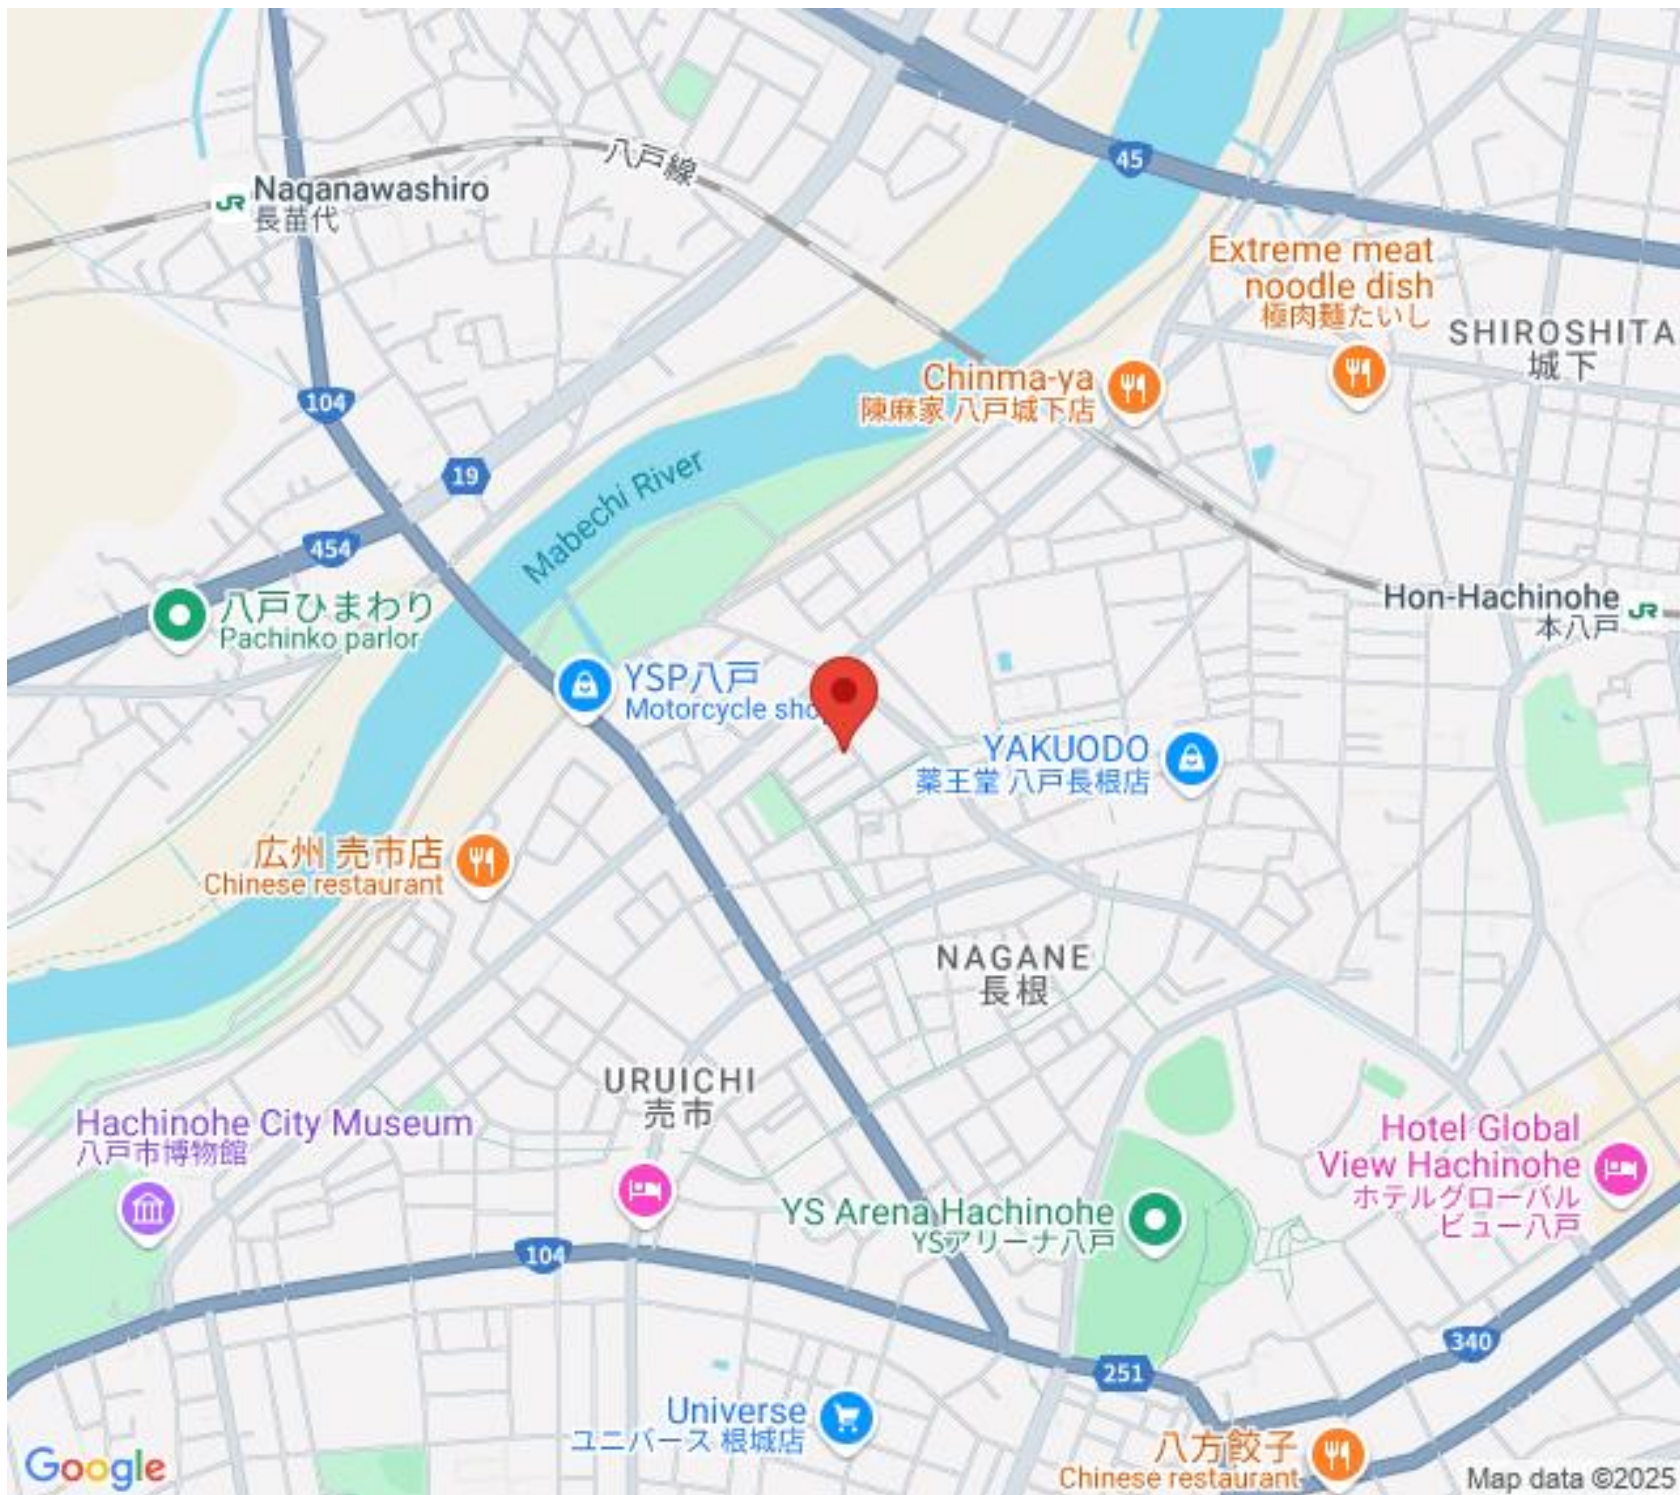 45
八戸線
Naganawashiro
長苗代
Extreme meat
noodle dish
極肉麺たいし
SHIROSHITA
城下
Chinma-ya
陳麻家 八戸城下店
104
19
Mabechi River
454
八戸ひまわり
Pachinko parlor
Hon-Hachinohe
JR
本八戸
JR
YSP八戸
Motorcycle sho
YAKUODO
薬王堂 八戸長根店
広州 売市店
Chinese restaurant
NAGANE
長根
URUICHI
売市
Hachinohe City Museum
八戸市博物館
Hotel Global
View Hachinohe
ホテルグローバル
ビュー八戸
YS Arena Hachinohe
YSアリーナ八戸
104
340
251
Universe
ユニバース 根城店
八方餃子
Chinese restaurant
Google
Map data ©2025